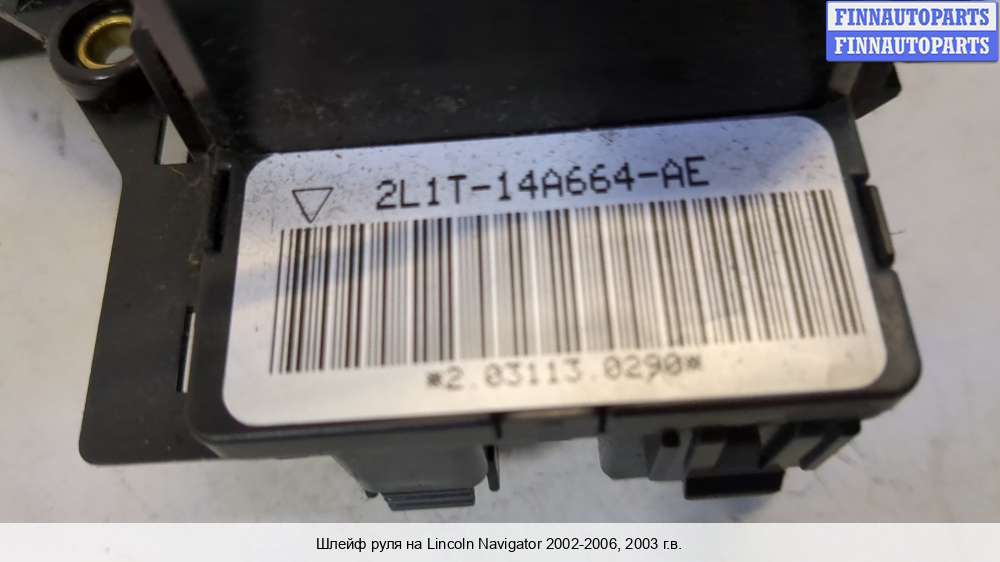 FINNAUTOPARTS
FINNAUTOPARTS
2L1T-14A664-AE
*2.03113.0290*
Шлейф руля на Lincoln Navigator 2002-2006, 2003 г.в.